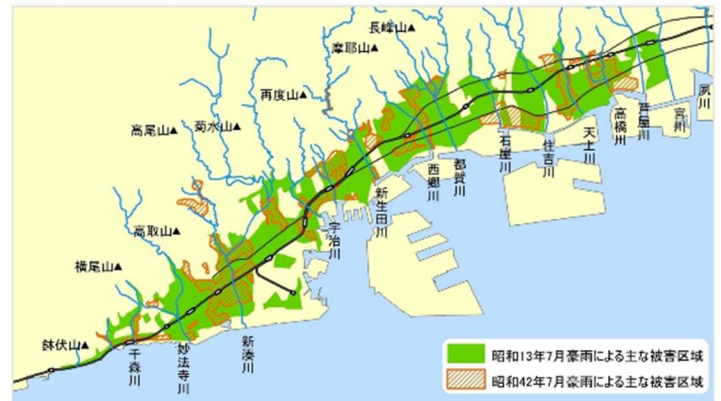 長峰山▲
摩耶山▲
再度山▲
菊水山▲
高尾山▲
高取山▲
横尾山▲
鉢伏山▲
夙川
宮川
芦屋川
高橋川
天上川
住吉川
石屋川
都賀川
西郷川
新生田川
宇治川
新湊川
妙法寺川
千森川
昭和13年7月豪雨による主な被害区域
昭和42年7月豪雨による主な被害区域